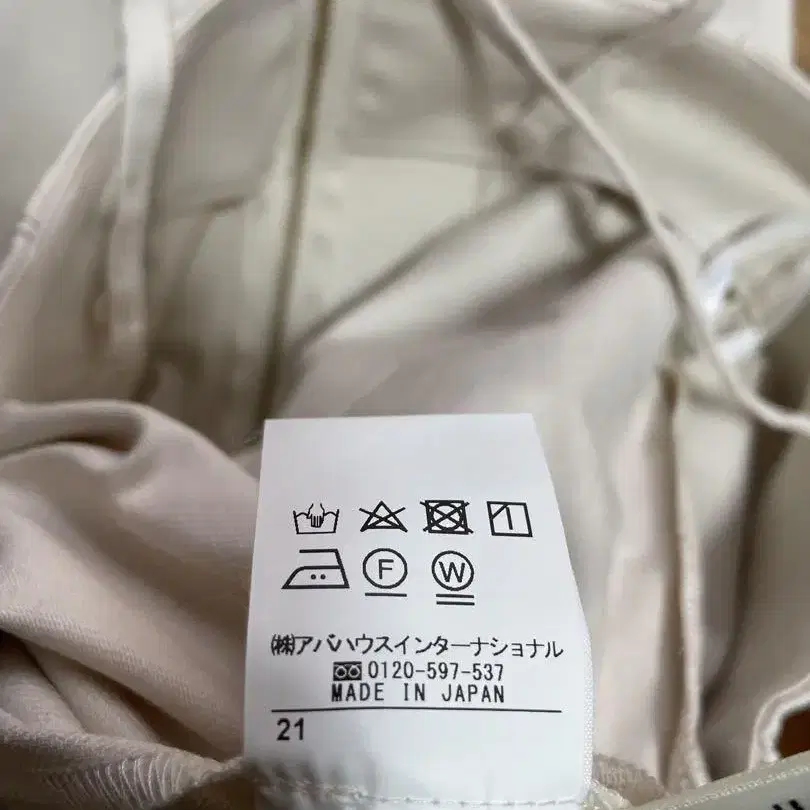 F W
㈱アバハウスインターナショナル
0120-597-537
MADE IN JAPAN
21